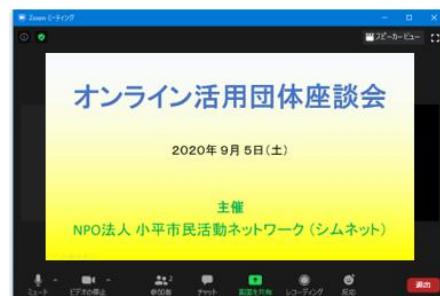 Zoom ミーティング
スピーカービュー
オンライン活用団体座談会
2020年 9月 5日(土)
主催
NPO法人 小平市民活動ネットワーク (シムネット)
ミュート
ビデオの停止
2
参加者
チャット
画面を共有
レコーディング
反応
退出